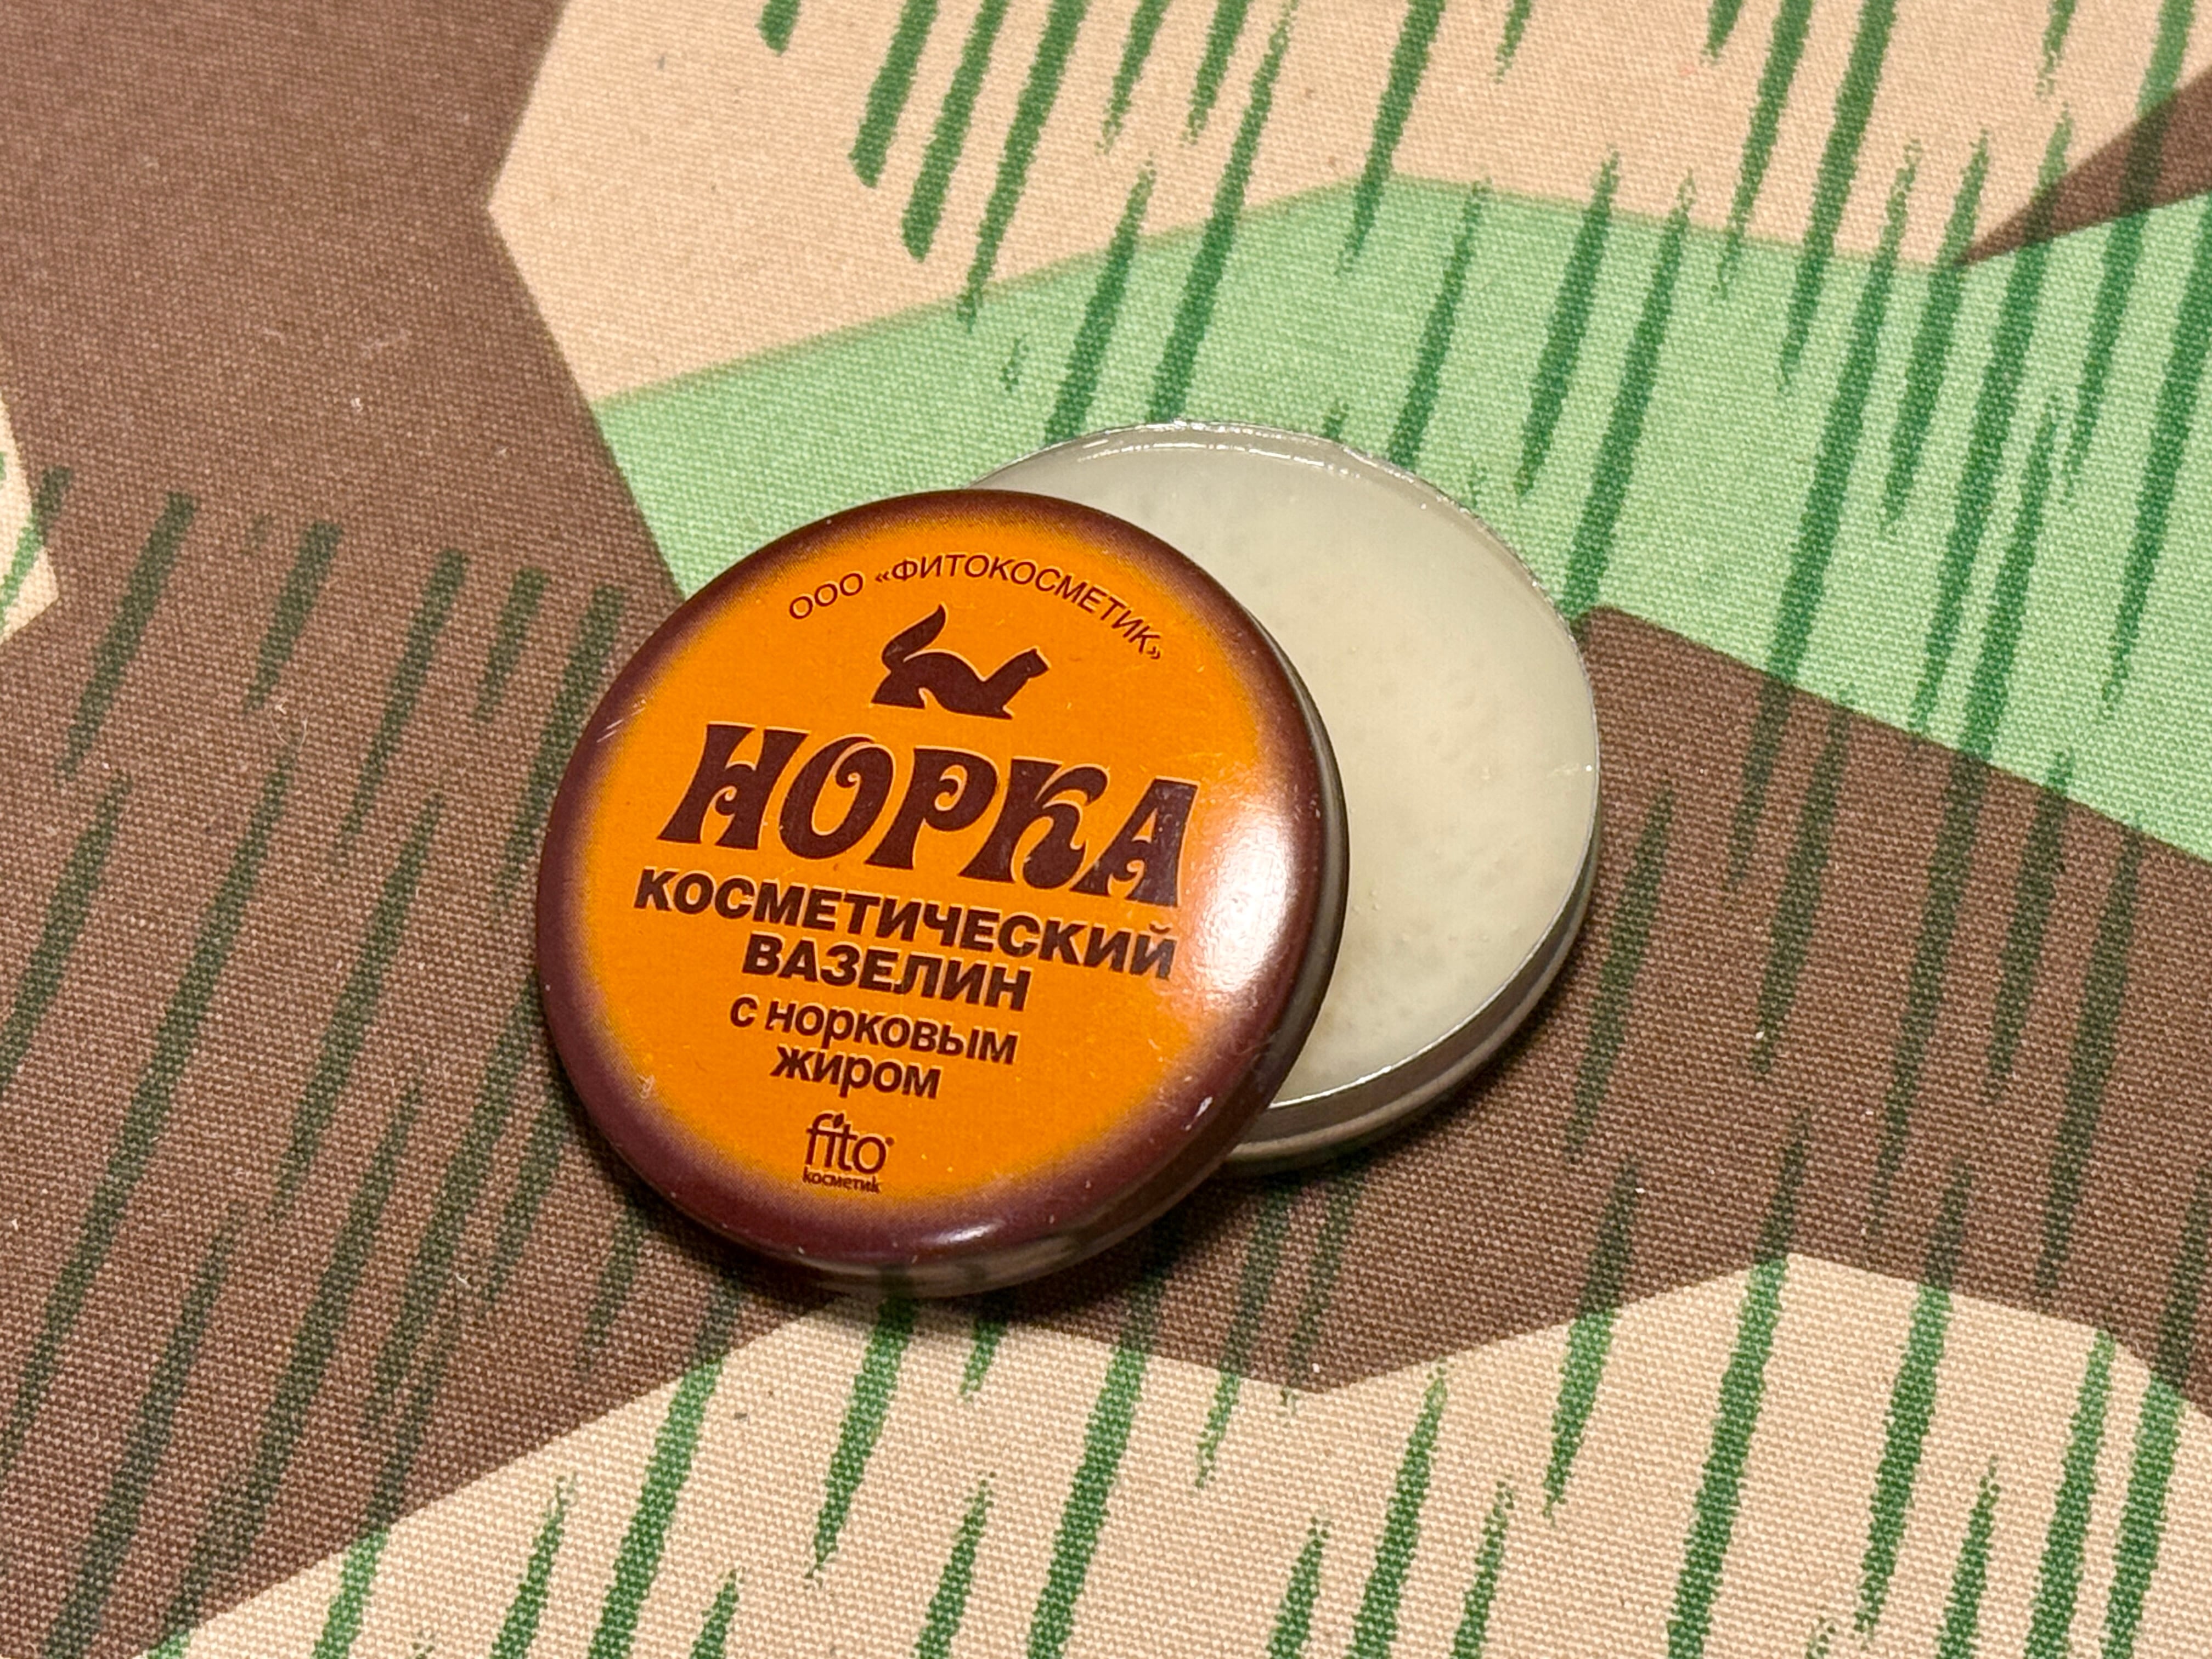 ООО «ФИТОКОСМЕТИК»
НОРКА
КОСМЕТИЧЕСКИЙ
ВАЗЕЛИН
с норковым
жиром
fito
косметик